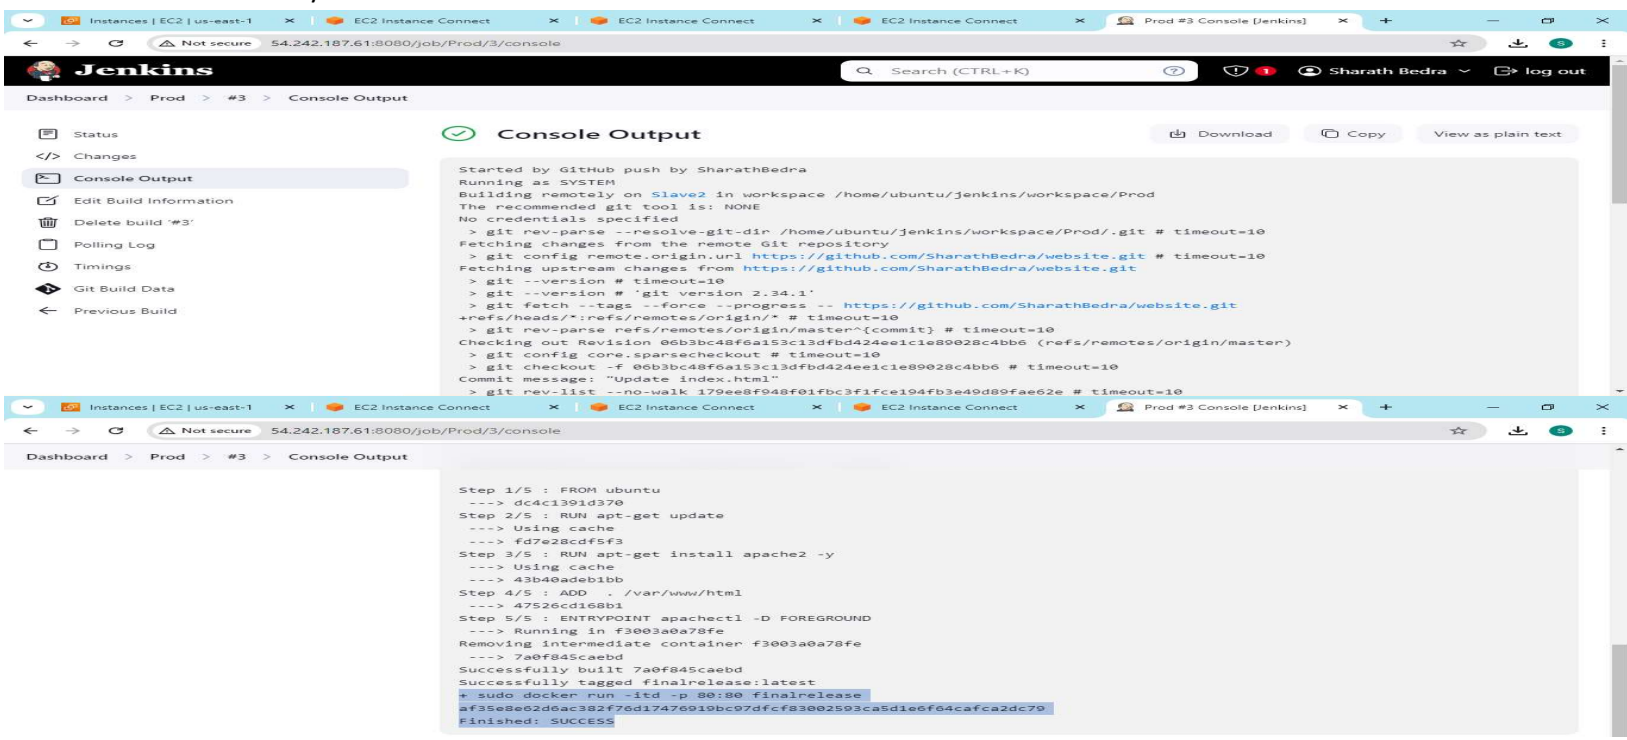 Instances | EC2 | us-east-1
EC2 Instance Connect
EC2 Instance Connect
EC2 Instance Connect
Prod #3 Console [Jenkins]
Not secure 54.242.187.61:8080/job/Prod/3/console
S
Jenkins
Search (CTRL+K)
1
Sharath Bedra
log out
Dashboard > Prod > #3 > Console Output
Status
Changes
Console Output
Edit Build Information
Delete build '#3'
Polling Log
Timings
Git Build Data
Previous Build
Console Output
Download
Copy
View as plain text
Started by GitHub push by SharathBedra
Running as SYSTEM
Building remotely on Slave2 in workspace /home/ubuntu/jenkins/workspace/Prod
The recommended git tool is: NONE
No credentials specified
> git rev-parse --resolve-git-dir /home/ubuntu/jenkins/workspace/Prod/.git # timeout=10
Fetching changes from the remote Git repository
> git config remote.origin.url https://github.com/SharathBedra/website.git # timeout=10
Fetching upstream changes from https://github.com/SharathBedra/website.git
> git --version # timeout=10
> git --version # 'git version 2.34.1'
> git fetch --tags --force --progress -- https://github.com/SharathBedra/website.git
+refs/heads/*:refs/remotes/origin/* # timeout=10
> git rev-parse refs/remotes/origin/master^{commit} # timeout=10
Checking out Revision 06b3bc48f6a153c13dfbd424ee1c1e89028c4bb6 (refs/remotes/origin/master)
> git config core.sparsecheckout # timeout=10
> git checkout -f 06b3bc48f6a153c13dfbd424ee1c1e89028c4bb6 # timeout=10
Commit message: "Update index.html"
> git rev-list --no-walk 179ee8f948f01fbc3f1fce194fb3e49d89fae62e # timeout=10
Instances | EC2 | us-east-1
EC2 Instance Connect
EC2 Instance Connect
EC2 Instance Connect
Prod #3 Console [Jenkins]
Not secure 54.242.187.61:8080/job/Prod/3/console
S
Dashboard > Prod > #3 > Console Output
Step 1/5 : FROM ubuntu
---> dc4c1391d370
Step 2/5 : RUN apt-get update
---> Using cache
---> fd7e28cdf5f3
Step 3/5 : RUN apt-get install apache2 -y
---> Using cache
---> 43b40adeb1bb
Step 4/5 : ADD . /var/www/html
---> 47526cd168b1
Step 5/5 : ENTRYPOINT apachectl -D FOREGROUND
---> Running in f3003a0a78fe
Removing intermediate container f3003a0a78fe
---> 7a0f845caebd
Successfully built 7a0f845caebd
Successfully tagged finalrelease:latest
+ sudo docker run -itd -p 80:80 finalrelease
af35e8e62d6ac382f76d17476919bc97dfcf83002593ca5d1e6f64cafca2dc79
Finished: SUCCESS